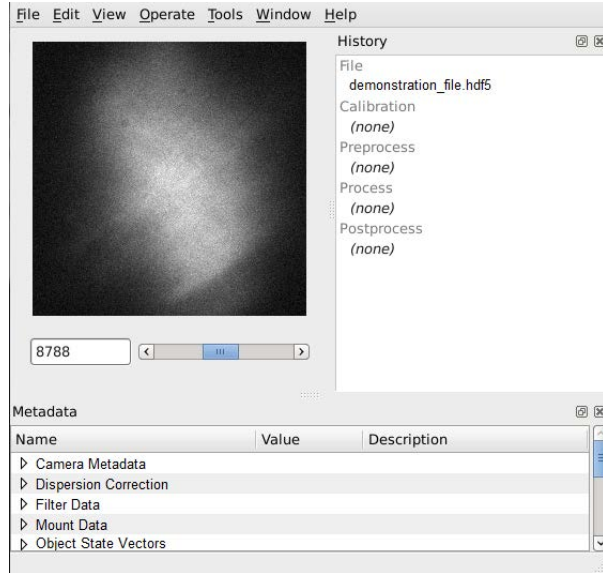 File Edit View Operate Tools Window Help
History
File
demonstration_file.hdf5
Calibration
(none)
Preprocess
(none)
Process
(none)
Postprocess
(none)
8788
Metadata
Name Value Description
Camera Metadata
Dispersion Correction
Filter Data
Mount Data
Object State Vectors